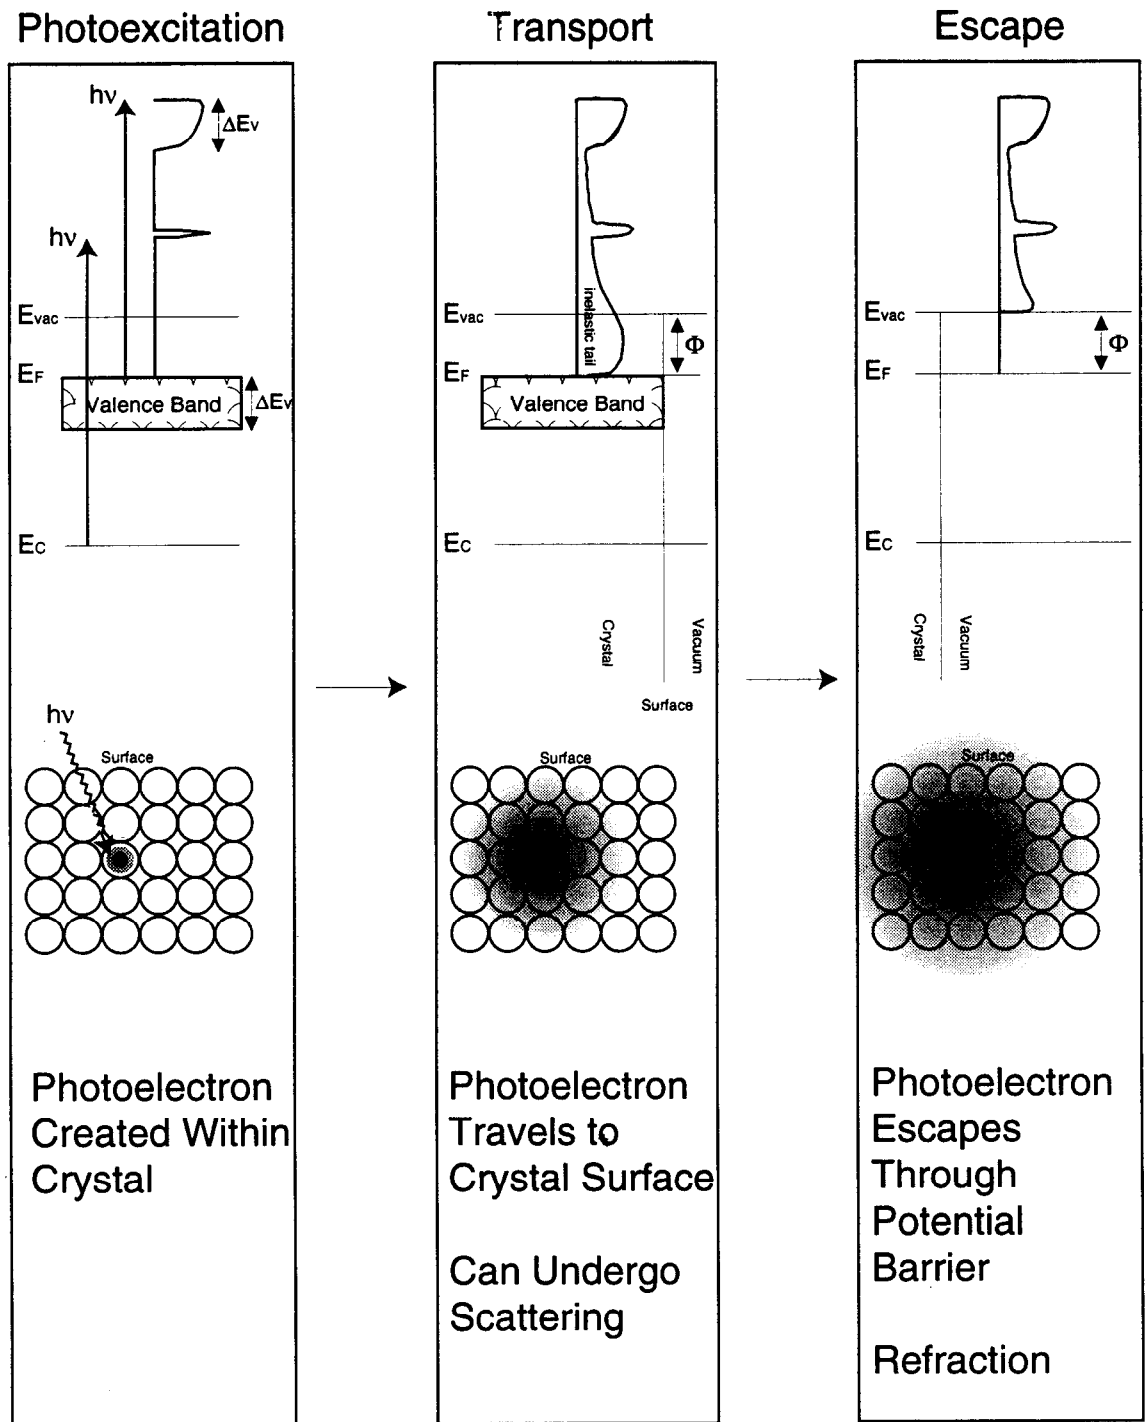 Photoexcitation
hν
ΔEv
hν
Evac
EF
Valence Band
ΔEv
EC
hν
Surface
Photoelectron
Created Within
Crystal
Transport
inelastic tail
Evac
Φ
EF
Valence Band
EC
Crystal
Vacuum
Surface
Surface
Photoelectron
Travels to
Crystal Surface
Can Undergo
Scattering
Escape
Evac
Φ
EF
EC
Crystal
Vacuum
Surface
Photoelectron
Escapes
Through
Potential
Barrier
Refraction